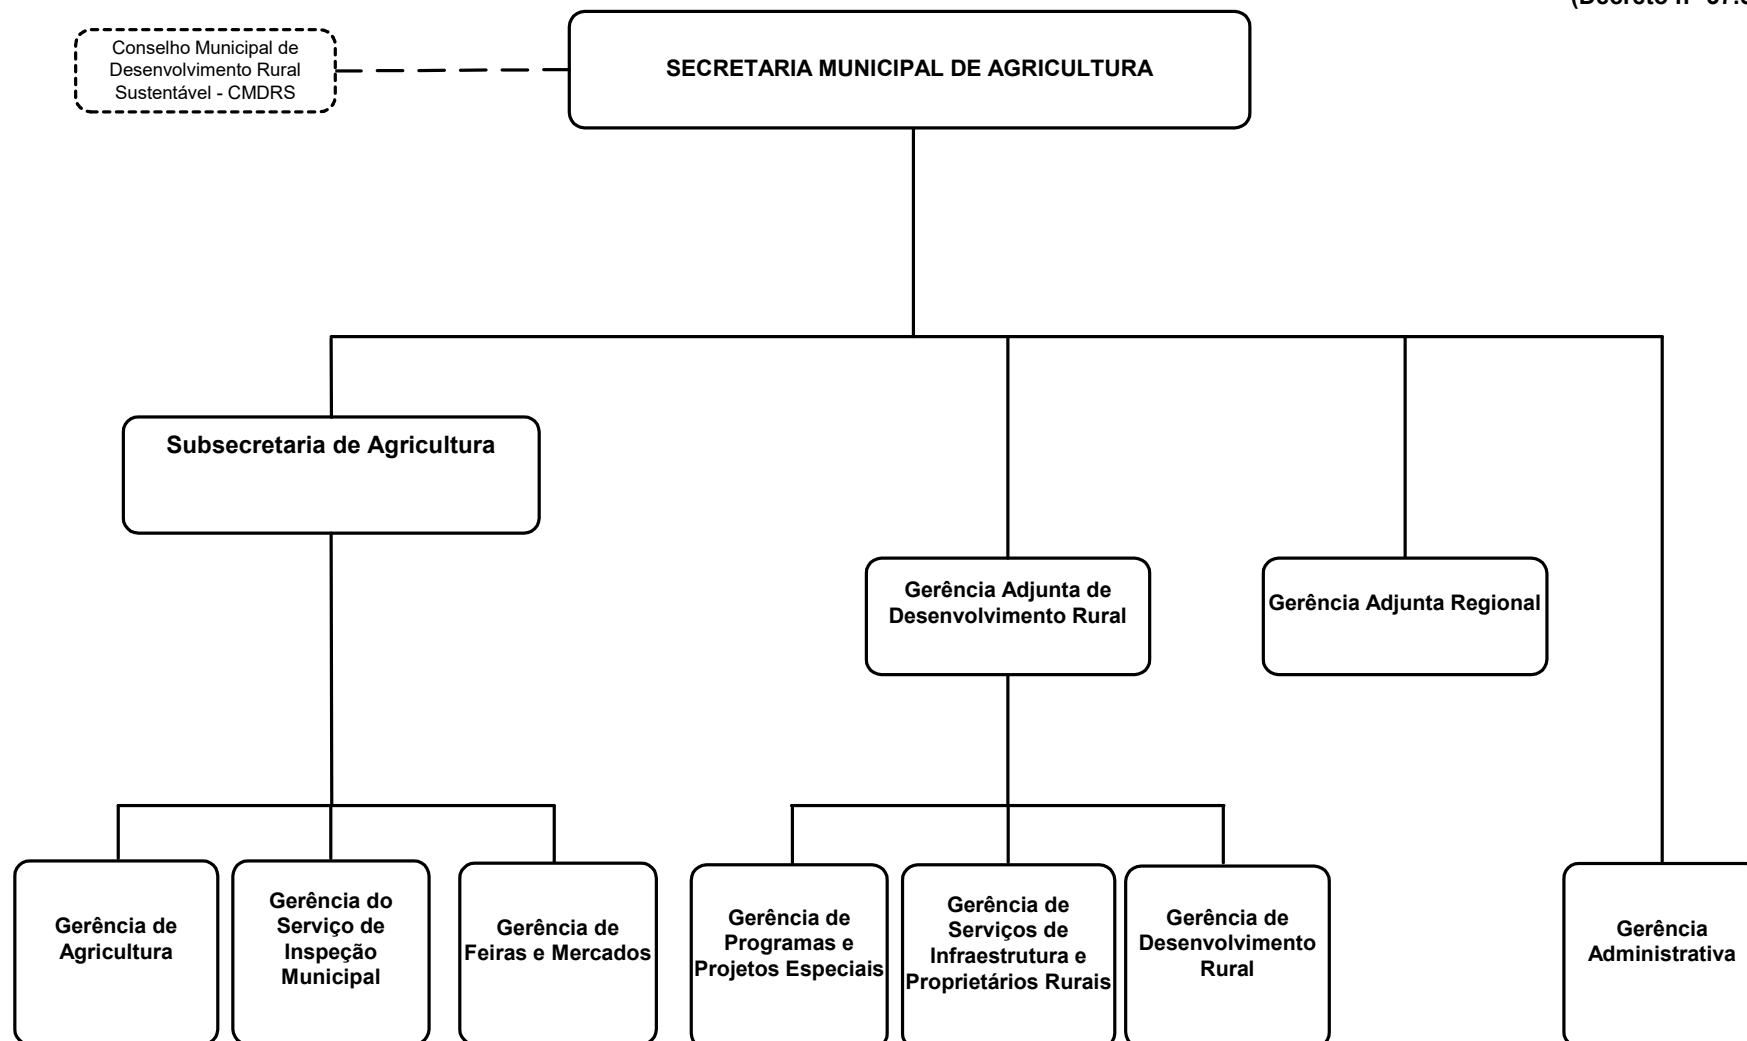 (Decreto nº
Conselho Municipal de
Desenvolvimento Rural
Sustentável - CMDRS
SECRETARIA MUNICIPAL DE AGRICULTURA
Subsecretaria de Agricultura
Gerência Adjunta de
Desenvolvimento Rural
Gerência Adjunta Regional
Gerência de
Agricultura
Gerência do
Serviço de
Inspeção
Municipal
Gerência de
Feiras e Mercados
Gerência de
Programas e
Projetos Especiais
Gerência de
Serviços de
Infraestrutura e
Proprietários Rurais
Gerência de
Desenvolvimento
Rural
Gerência
Administrativa